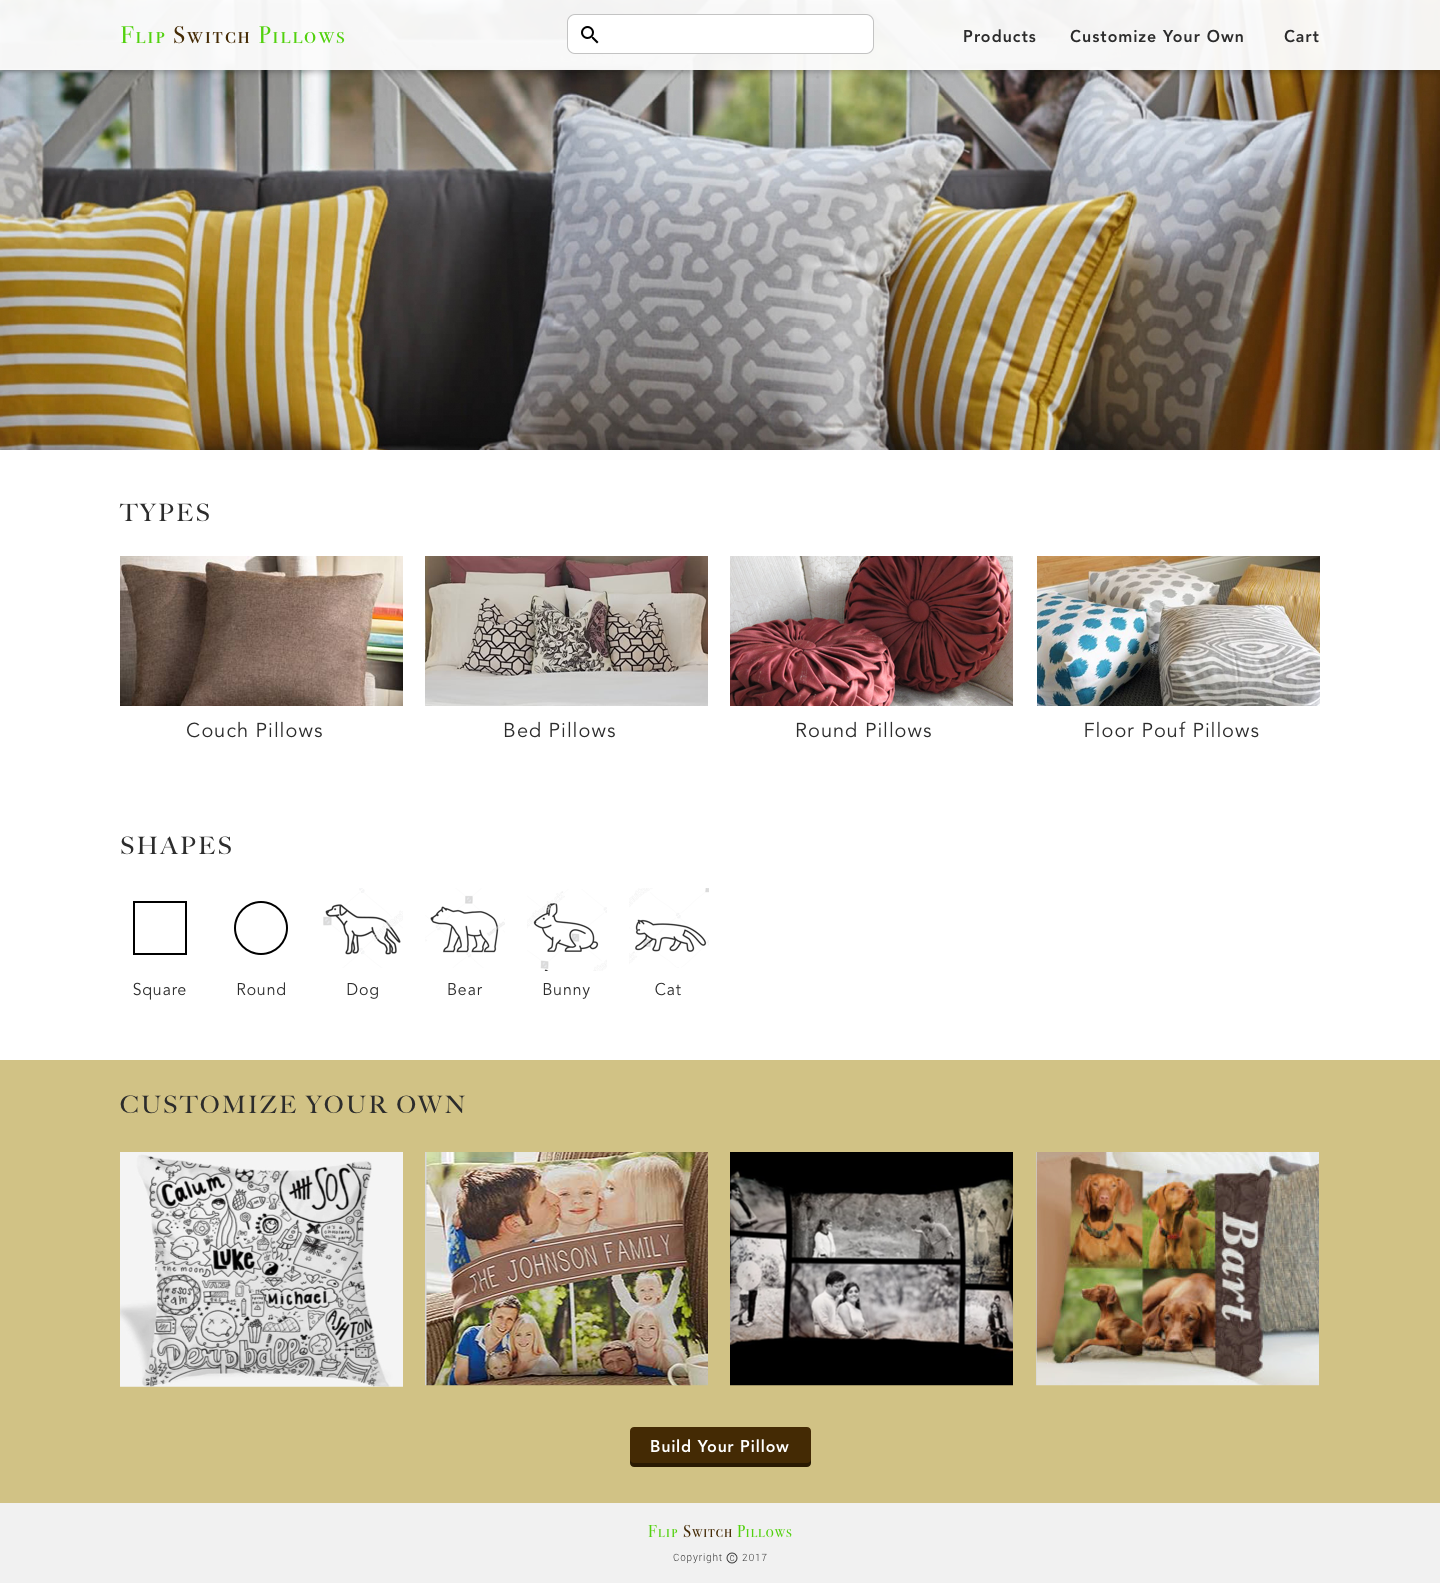 Flip Switch Pillows
Products
Customize Your Own
Cart
TYPES
Couch Pillows
Bed Pillows
Round Pillows
Floor Pouf Pillows
SHAPES
Square
Round
Dog
Bear
Bunny
Cat
CUSTOMIZE YOUR OWN
Calum
SOS
LUKE
Michael
ASHTON
Derpball
THE JOHNSON FAMILY
Bart
Build Your Pillow
Flip Switch Pillows
Copyright © 2017